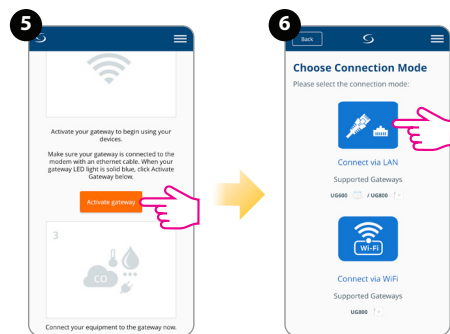 5
Activate your gateway to begin using your
devices.
Make sure your gateway is connected to the
modem with an ethernet cable. When your
gateway LED light is solid blue, click Activate
Gateway below.
Activate gateway
3
CO
Connect your equipment to the gateway now.
6
Back
Choose Connection Mode
Please select the connection mode:
Connect via LAN
Supported Gateways
UG600 / UG800
Wi-Fi
Connect via WiFi
Supported Gateways
UG800